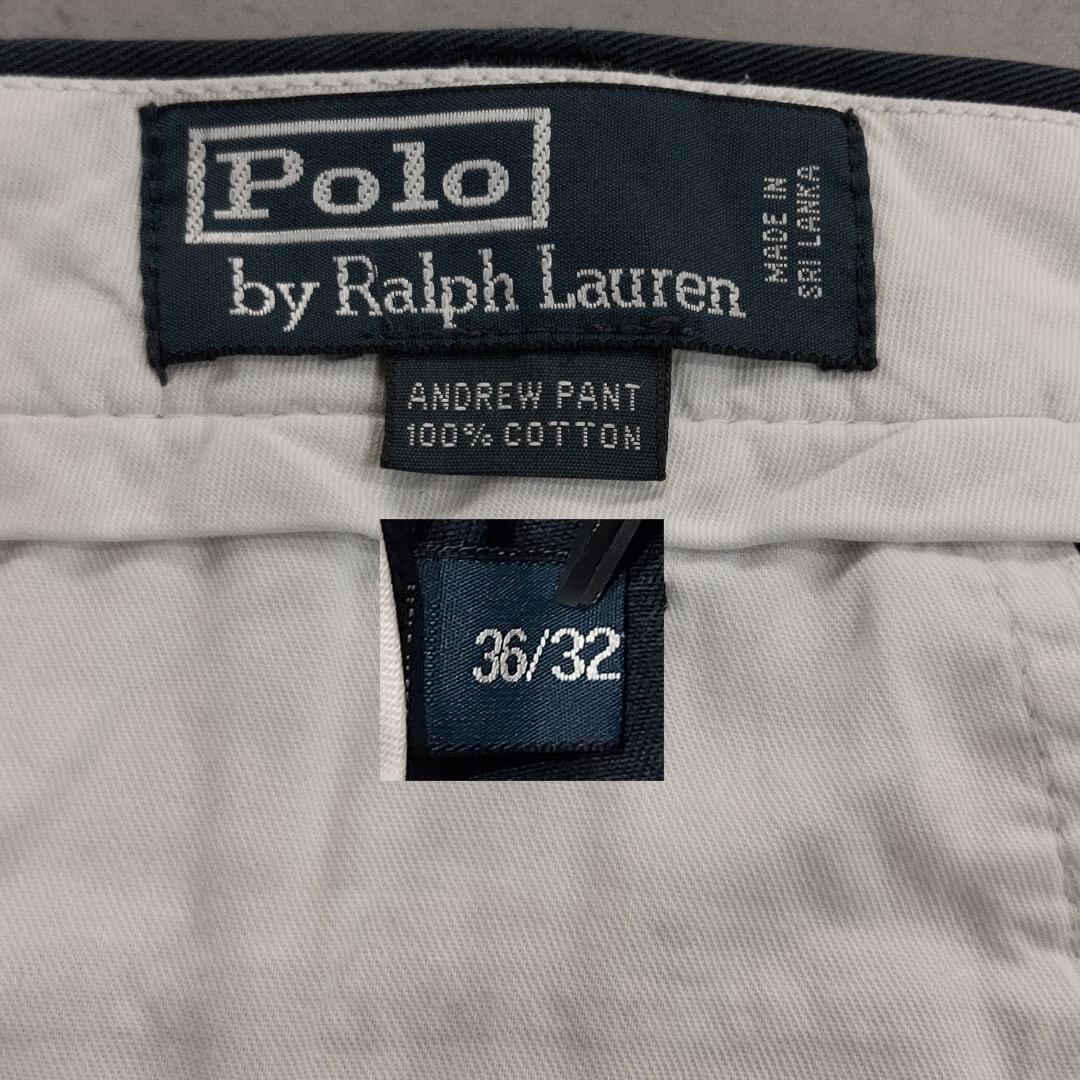 Polo
by Ralph Lauren
MADE IN
SRI LANKA
ANDREW PANT
100% COTTON
36/32